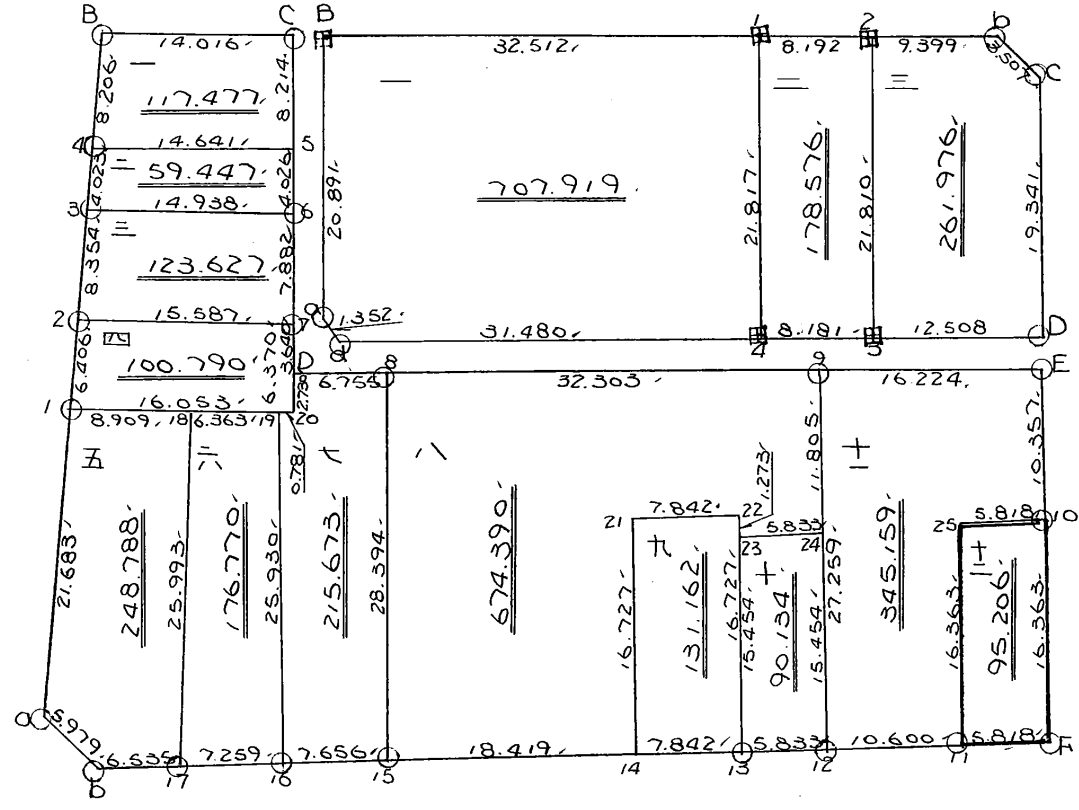 B C B 1 2 b
14.016 32.512 8.192 9.399 3.507 C
一 一 二 三
8.206 117.477 8.214
4 14.641 5
4.023 二 59.447 4.026
3 14.938 6
20.891 707.919 21.817 178.576 21.810 261.976 19.341
三 8.354 123.627 7.882
2 15.587 7 a 1.352
d 31.480 8.181 12.508 D
4 3
四 6.406 100.790 6.370 3.640 2.730
D 6.755 8 32.303 9 16.224 E
1 16.053 20
8.909 18 6.363 19 0.781
五 六 七 八 十一
11.805 10.357
1.273
21 7.842 22 25 5.818 10
5.833
23 24
九 十 十二
21.683 248.788 25.993 176.770 25.930 215.673 28.394 674.390
16.727 131.162 16.727 15.454 90.134 15.454 27.259 345.159 16.363 95.206 16.363
a 5.979
b 6.535 17 7.259 16 7.656 15 18.419 14 7.842 13 5.833 12 10.600 11 5.818 F